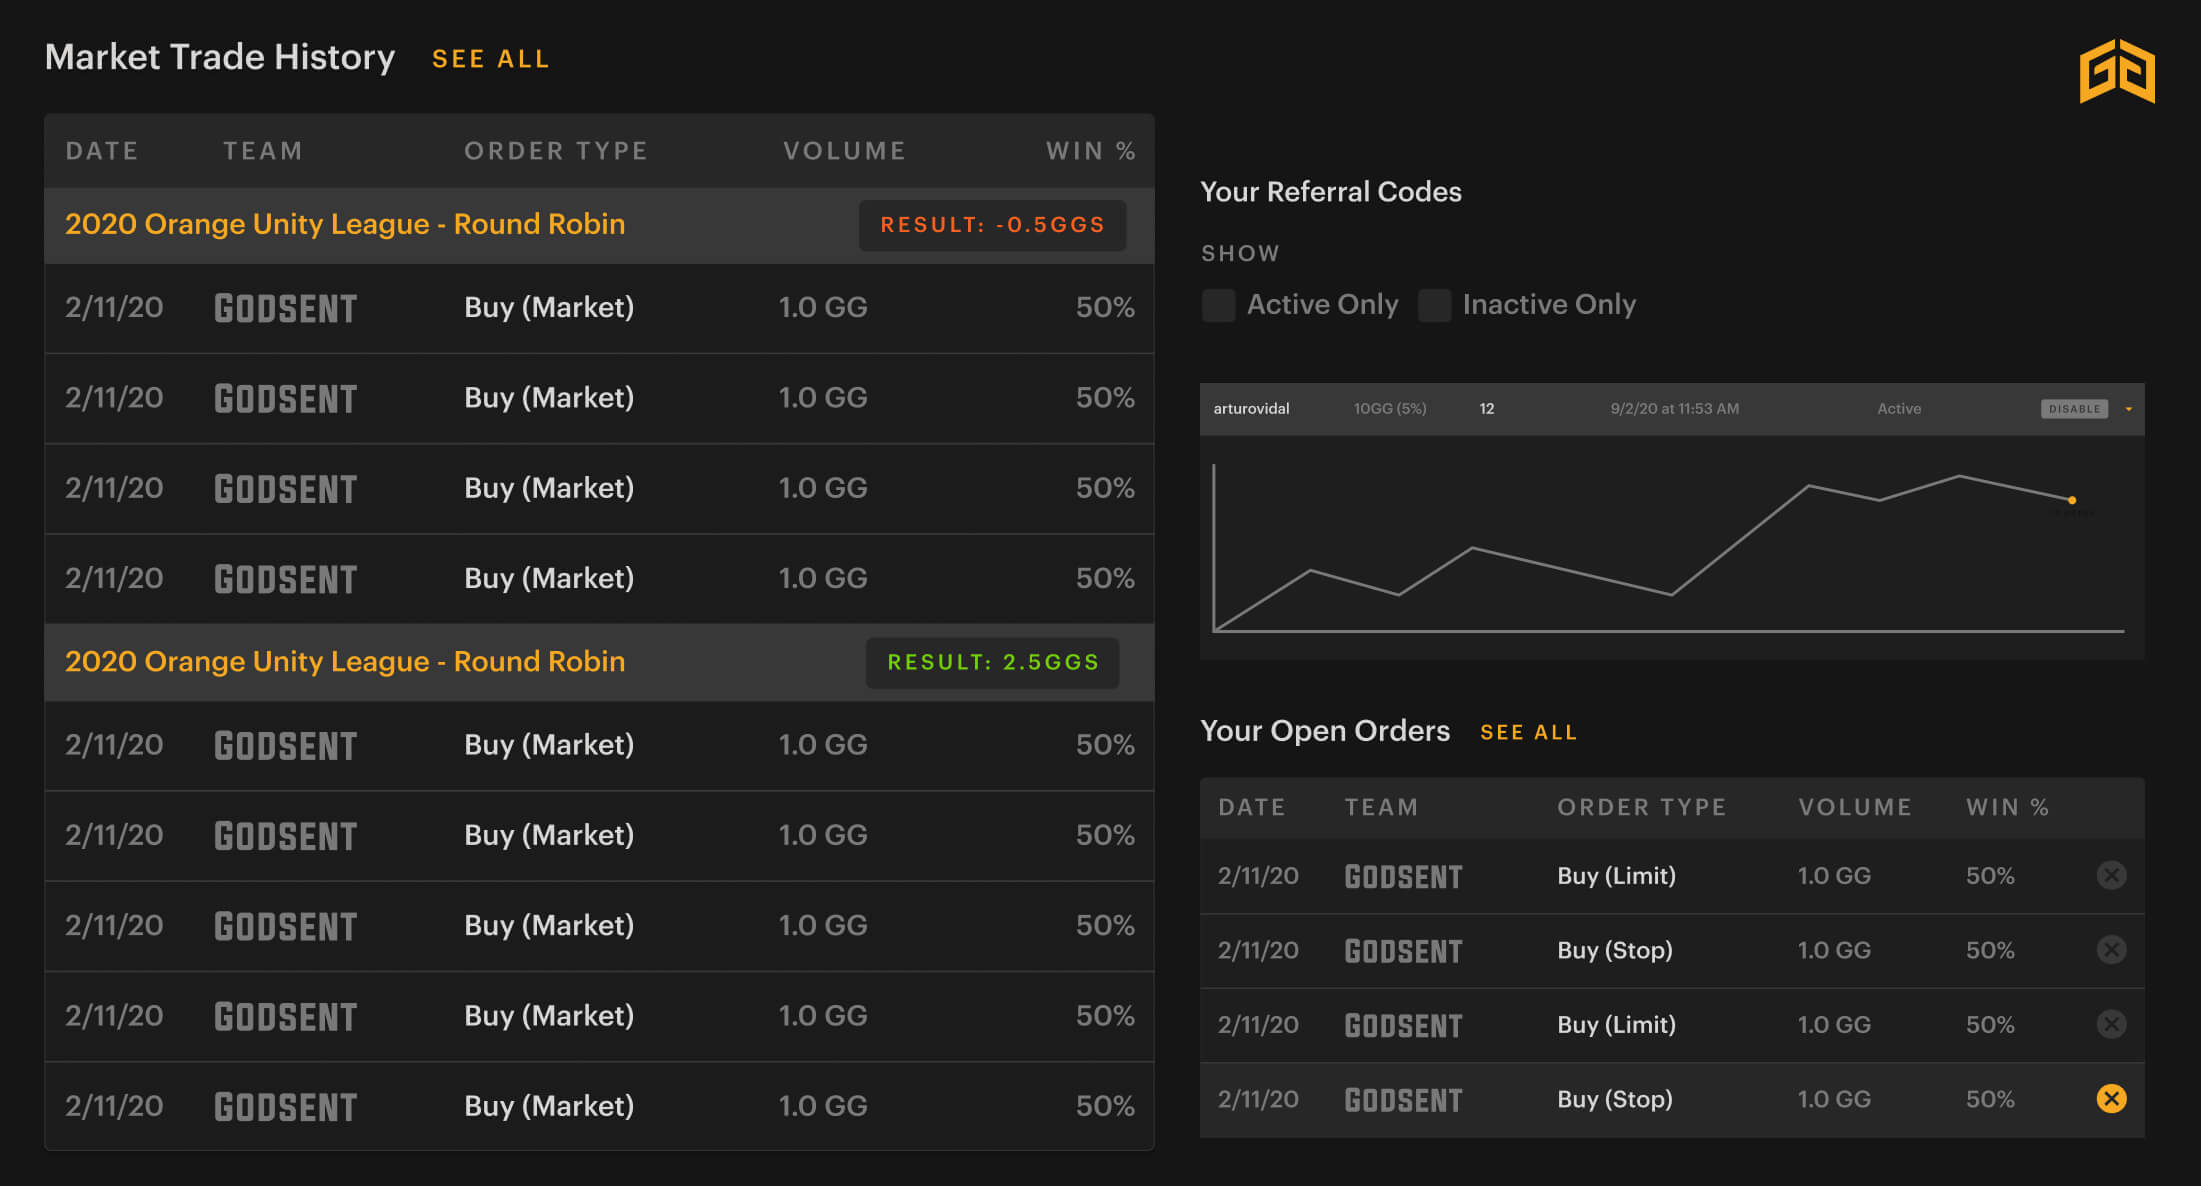 Market Trade History SEE ALL
DATE TEAM ORDER TYPE VOLUME WIN %
2020 Orange Unity League - Round Robin RESULT: -0.5GGS
2/11/20 GODSENT Buy (Market) 1.0 GG 50%
2/11/20 GODSENT Buy (Market) 1.0 GG 50%
2/11/20 GODSENT Buy (Market) 1.0 GG 50%
2/11/20 GODSENT Buy (Market) 1.0 GG 50%
2020 Orange Unity League - Round Robin RESULT: 2.5GGS
2/11/20 GODSENT Buy (Market) 1.0 GG 50%
2/11/20 GODSENT Buy (Market) 1.0 GG 50%
2/11/20 GODSENT Buy (Market) 1.0 GG 50%
2/11/20 GODSENT Buy (Market) 1.0 GG 50%
2/11/20 GODSENT Buy (Market) 1.0 GG 50%
Your Referral Codes
SHOW
Active Only Inactive Only
arturovidal 10GG (5%) 12 9/2/20 at 11:53 AM Active DISABLE
Your Open Orders SEE ALL
DATE TEAM ORDER TYPE VOLUME WIN %
2/11/20 GODSENT Buy (Limit) 1.0 GG 50%
2/11/20 GODSENT Buy (Stop) 1.0 GG 50%
2/11/20 GODSENT Buy (Limit) 1.0 GG 50%
2/11/20 GODSENT Buy (Stop) 1.0 GG 50%